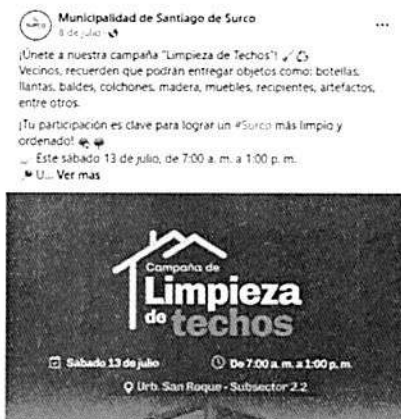 SURCO
Municipalidad de Santiago de Surco
8 de julio
¡Únete a nuestra campaña "Limpieza de Techos"!
Vecinos, recuerden que podrán entregar objetos como: botellas,
llantas, baldes, colchones, madera, muebles, recipientes, artefactos,
entre otros.
¡Tu participación es clave para lograr un #Surco más limpio y
ordenado!
Este sábado 13 de julio, de 7:00 a. m. a 1:00 p. m.
U... Ver mas
Campaña de
Limpieza
de techos
Sábado 13 de julio
De 7:00 a. m. a 1:00 p. m.
Urb. San Roque - Subsector 2.2